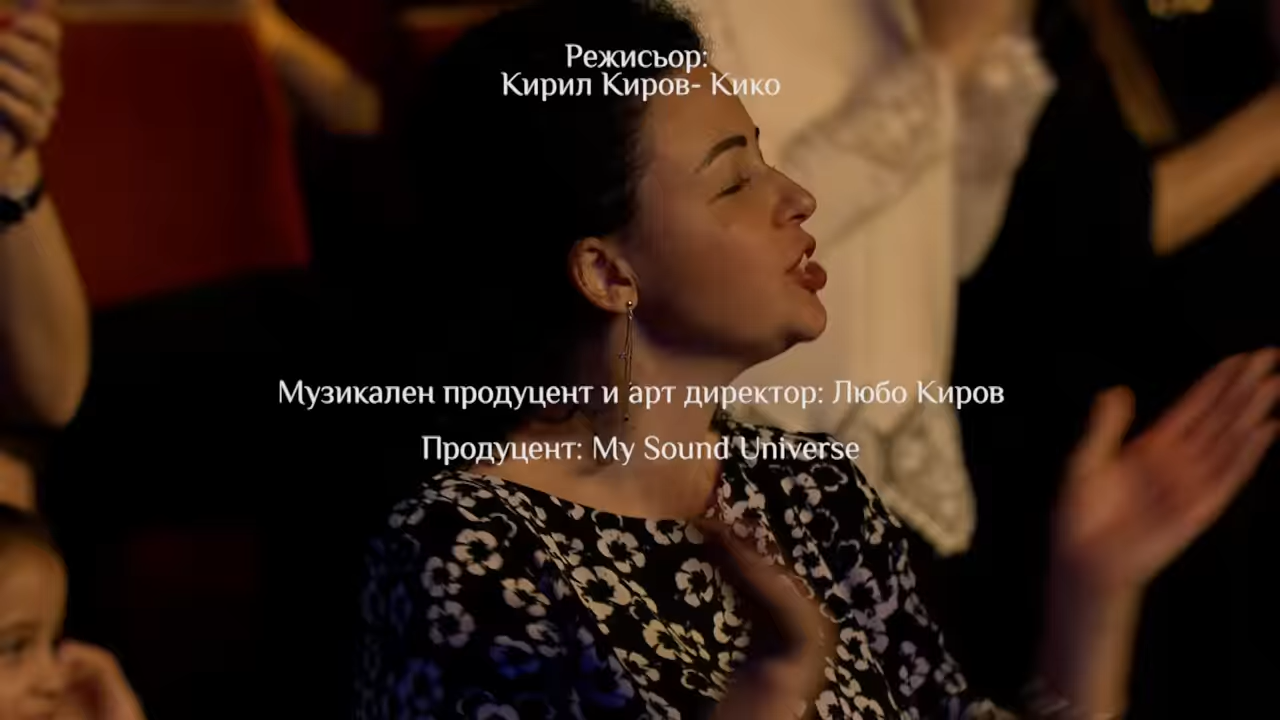 Режисьор:
Кирил Киров- Кико
Музикален продуцент и арт директор: Любо Киров
Продуцент: My Sound Universe